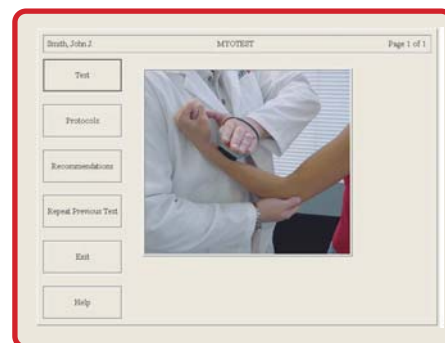 Smith, John J. MYOTEST Page 1 of 1
Test
Protocols
Recommendations
Repeat Previous Test
Exit
Help